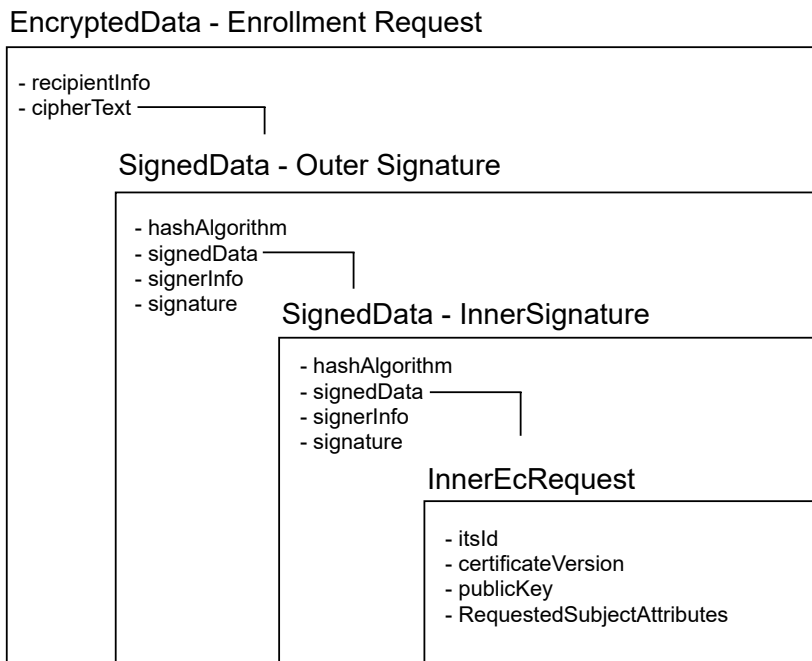 EncryptedData - Enrollment Request
- recipientInfo
- cipherText
SignedData - Outer Signature
- hashAlgorithm
- signedData
- signerInfo
- signature
SignedData - InnerSignature
- hashAlgorithm
- signedData
- signerInfo
- signature
InnerEcRequest
- itsId
- certificateVersion
- publicKey
- RequestedSubjectAttributes